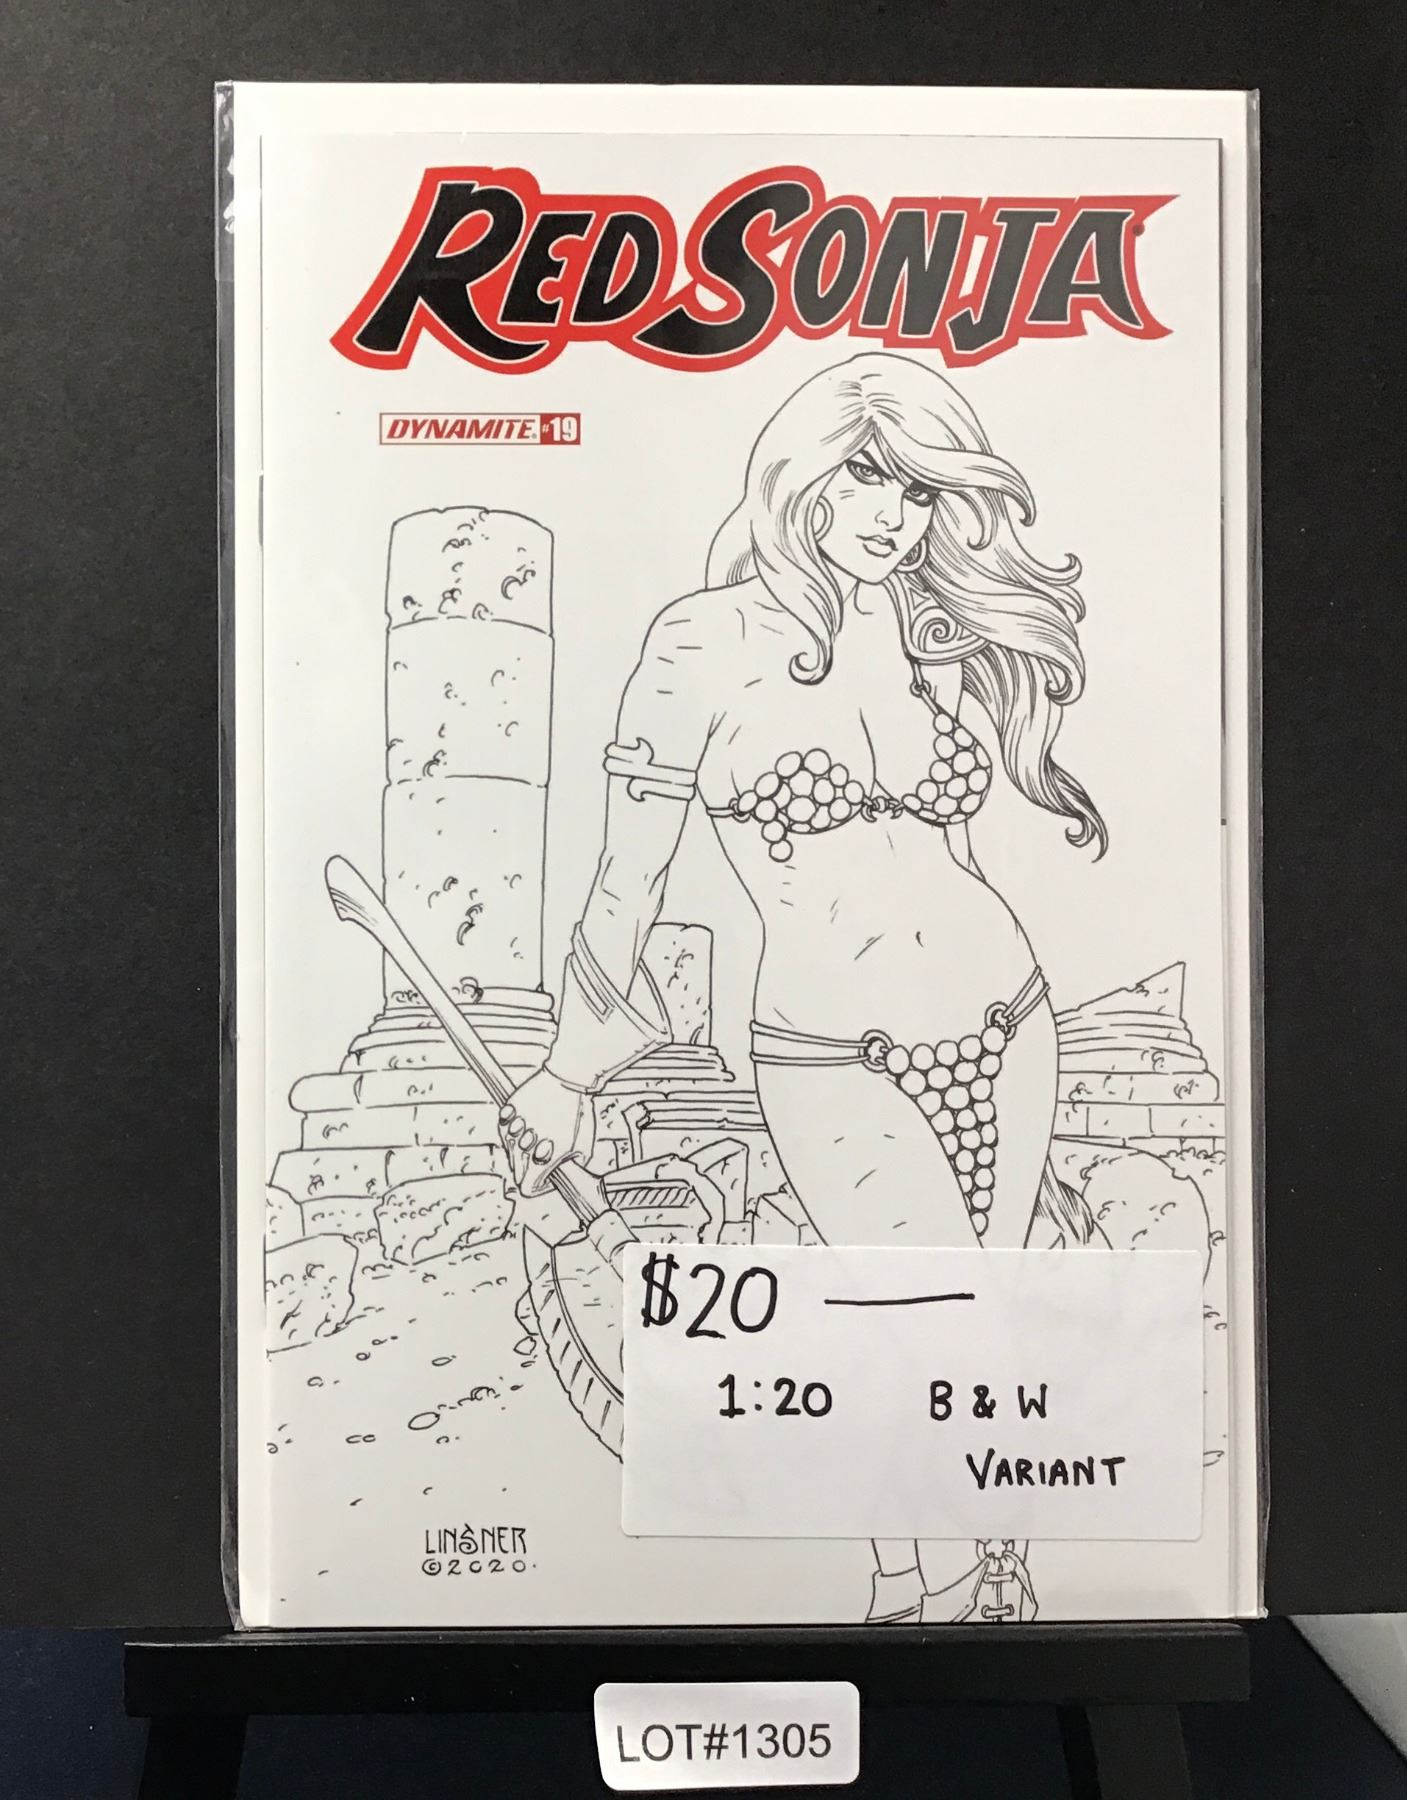 RED SONJA
DYNAMITE. #19
$20 —
1:20 B & W
VARIANT
LINSNER
©2020.
LOT#1305